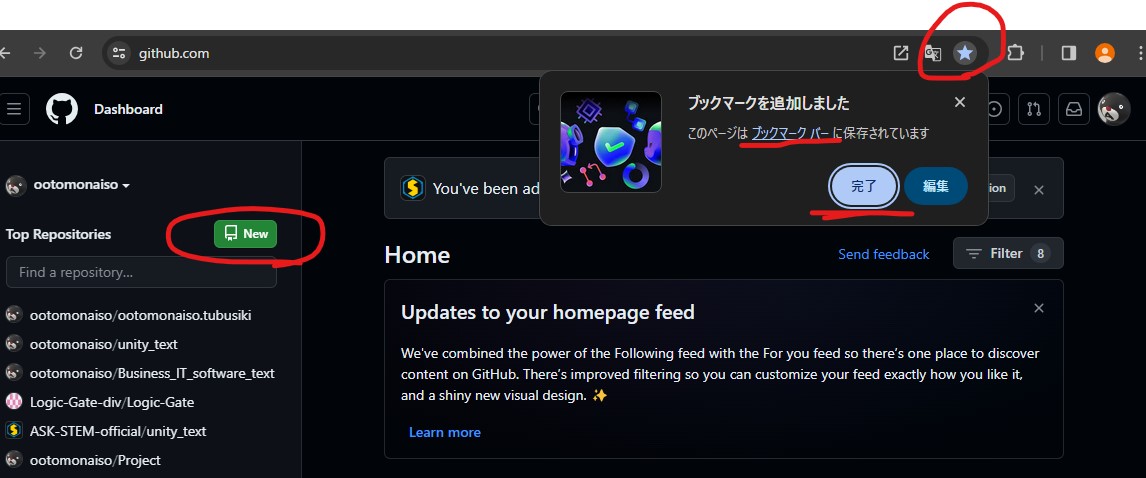 github.com
Dashboard
ブックマークを追加しました
このページは ブックマーク バー に保存されています
完了
編集
ootomonaiso
You've been ad
ion
Top Repositories
New
Find a repository...
ootomonaiso/ootomonaiso.tubusiki
ootomonaiso/unity_text
ootomonaiso/Business_IT_software_text
Logic-Gate-div/Logic-Gate
ASK-STEM-official/unity_text
ootomonaiso/Project
Home
Send feedback
Filter 8
Updates to your homepage feed
We've combined the power of the Following feed with the For you feed so there's one place to discover
content on GitHub. There's improved filtering so you can customize your feed exactly how you like it,
and a shiny new visual design. ✨
Learn more